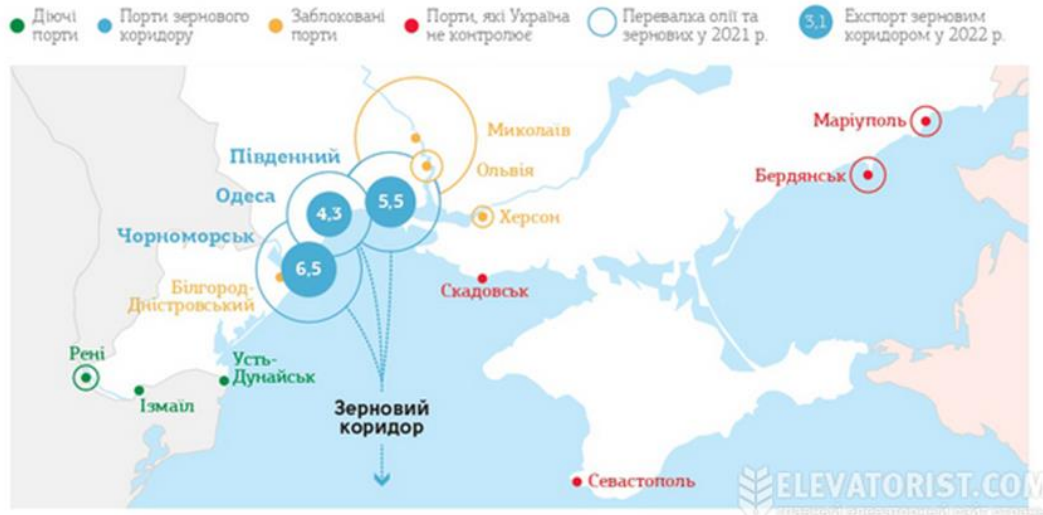 Діючі
порти
Порти зернового
коридору
Заблоковані
порти
Порти, які Україна
не контролює
Перевалка олії та
зернових у 2021 р.
3,1
Експорт зерновим
коридором у 2022 р.
Миколаїв
Маріуполь
Південний
Ольвія
Бердянськ
Одеса
4,3
5,5
Херсон
Чорноморськ
6,5
Білгород-
Дністровський
Скадовськ
Рені
Усть-
Дунайськ
Ізмаїл
Зерновий
коридор
Севастополь
ELEVATORIST.COM